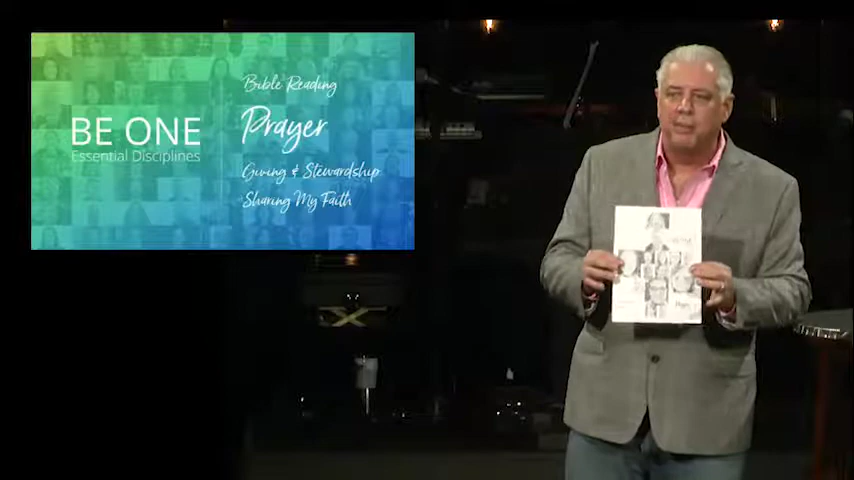 BE ONE
Essential Disciplines
Bible Reading
Prayer
Giving & Stewardship
Sharing My Faith